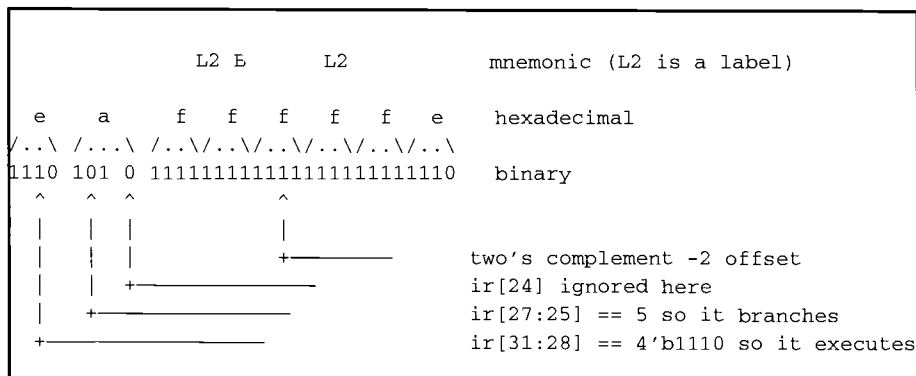 L2 Б L2 mnemonic (L2 is a label)
e a f f f f f e hexadecimal
/..\ /...\ /..\/..\/..\/..\/..\/..\
1110 101 0 111111111111111111111110 binary
^ ^ ^ ^
| | | |
| | | +———— two's complement -2 offset
| | +———————— ir[24] ignored here
| +————————— ir[27:25] == 5 so it branches
+——————————— ir[31:28] == 4'b1110 so it executes